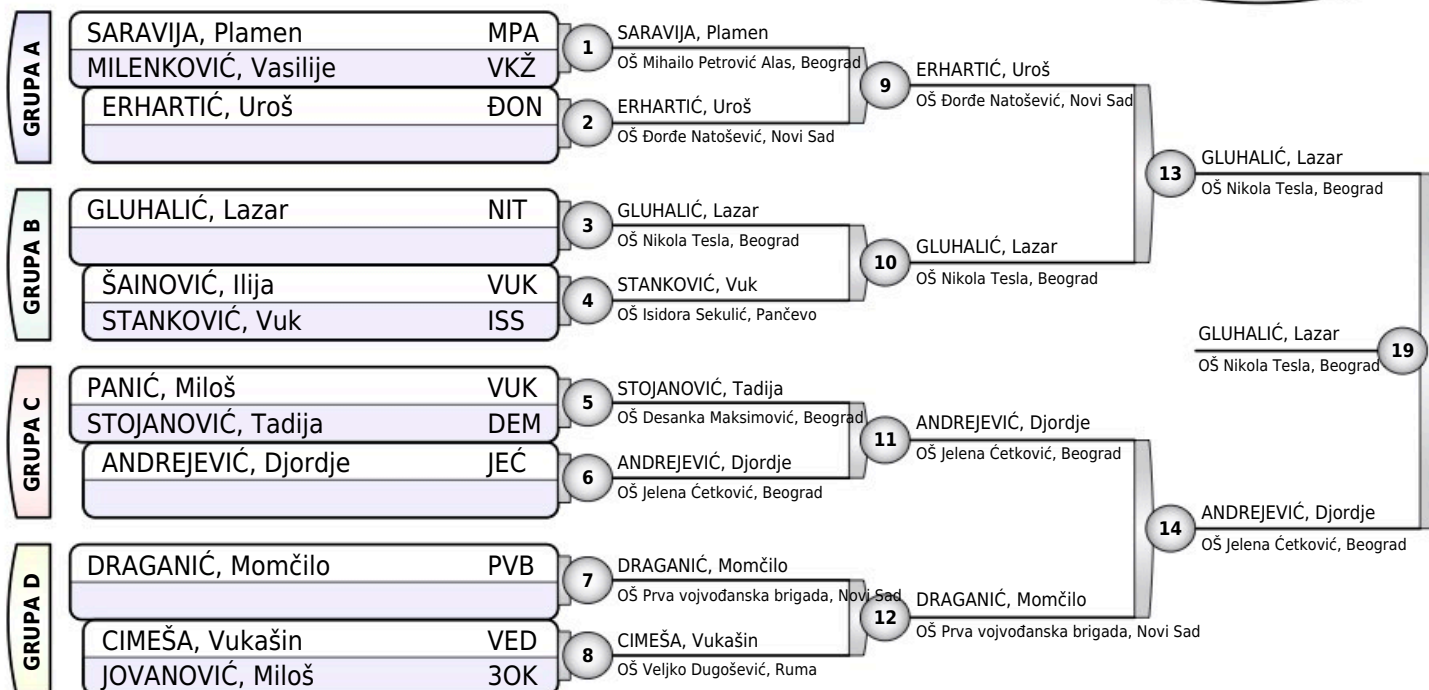 GRUPA A
SARAVIJA, Plamen MPA
MILENKOVIĆ, Vasilije VKŽ
ERHARTIĆ, Uroš ĐON
1
SARAVIJA, Plamen
OŠ Mihailo Petrović Alas, Beograd
2
ERHARTIĆ, Uroš
OŠ Đorđe Natošević, Novi Sad
9
ERHARTIĆ, Uroš
OŠ Đorđe Natošević, Novi Sad
GRUPA B
GLUHALIĆ, Lazar NIT
ŠAINOVIĆ, Ilija VUK
STANKOVIĆ, Vuk ISS
3
GLUHALIĆ, Lazar
OŠ Nikola Tesla, Beograd
4
STANKOVIĆ, Vuk
OŠ Isidora Sekulić, Pančevo
10
GLUHALIĆ, Lazar
OŠ Nikola Tesla, Beograd
13
GLUHALIĆ, Lazar
OŠ Nikola Tesla, Beograd
GRUPA C
PANIĆ, Miloš VUK
STOJANOVIĆ, Tadija DEM
ANDREJEVIĆ, Djordje JEĆ
5
STOJANOVIĆ, Tadija
OŠ Desanka Maksimović, Beograd
6
ANDREJEVIĆ, Djordje
OŠ Jelena Ćetković, Beograd
11
ANDREJEVIĆ, Djordje
OŠ Jelena Ćetković, Beograd
GRUPA D
DRAGANIĆ, Momčilo PVB
CIMEŠA, Vukašin VED
JOVANOVIĆ, Miloš 3OK
7
DRAGANIĆ, Momčilo
OŠ Prva vojvođanska brigada, Novi Sad
8
CIMEŠA, Vukašin
OŠ Veljko Dugošević, Ruma
12
DRAGANIĆ, Momčilo
OŠ Prva vojvođanska brigada, Novi Sad
14
ANDREJEVIĆ, Djordje
OŠ Jelena Ćetković, Beograd
GLUHALIĆ, Lazar
OŠ Nikola Tesla, Beograd
19